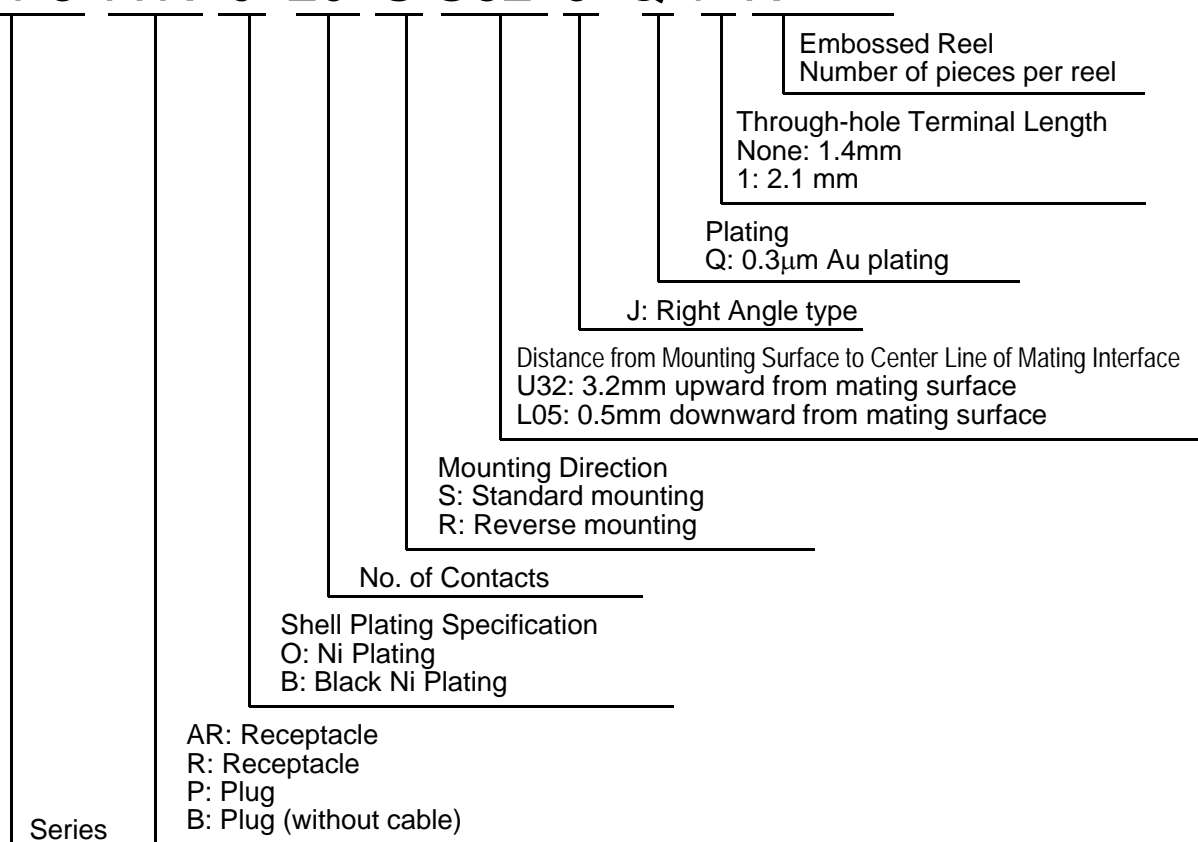 Embossed Reel
Number of pieces per reel
Through-hole Terminal Length
None: 1.4mm
1: 2.1 mm
Plating
Q: 0.3μm Au plating
J: Right Angle type
Distance from Mounting Surface to Center Line of Mating Interface
U32: 3.2mm upward from mating surface
L05: 0.5mm downward from mating surface
Mounting Direction
S: Standard mounting
R: Reverse mounting
No. of Contacts
Shell Plating Specification
O: Ni Plating
B: Black Ni Plating
AR: Receptacle
R: Receptacle
P: Plug
B: Plug (without cable)
Series